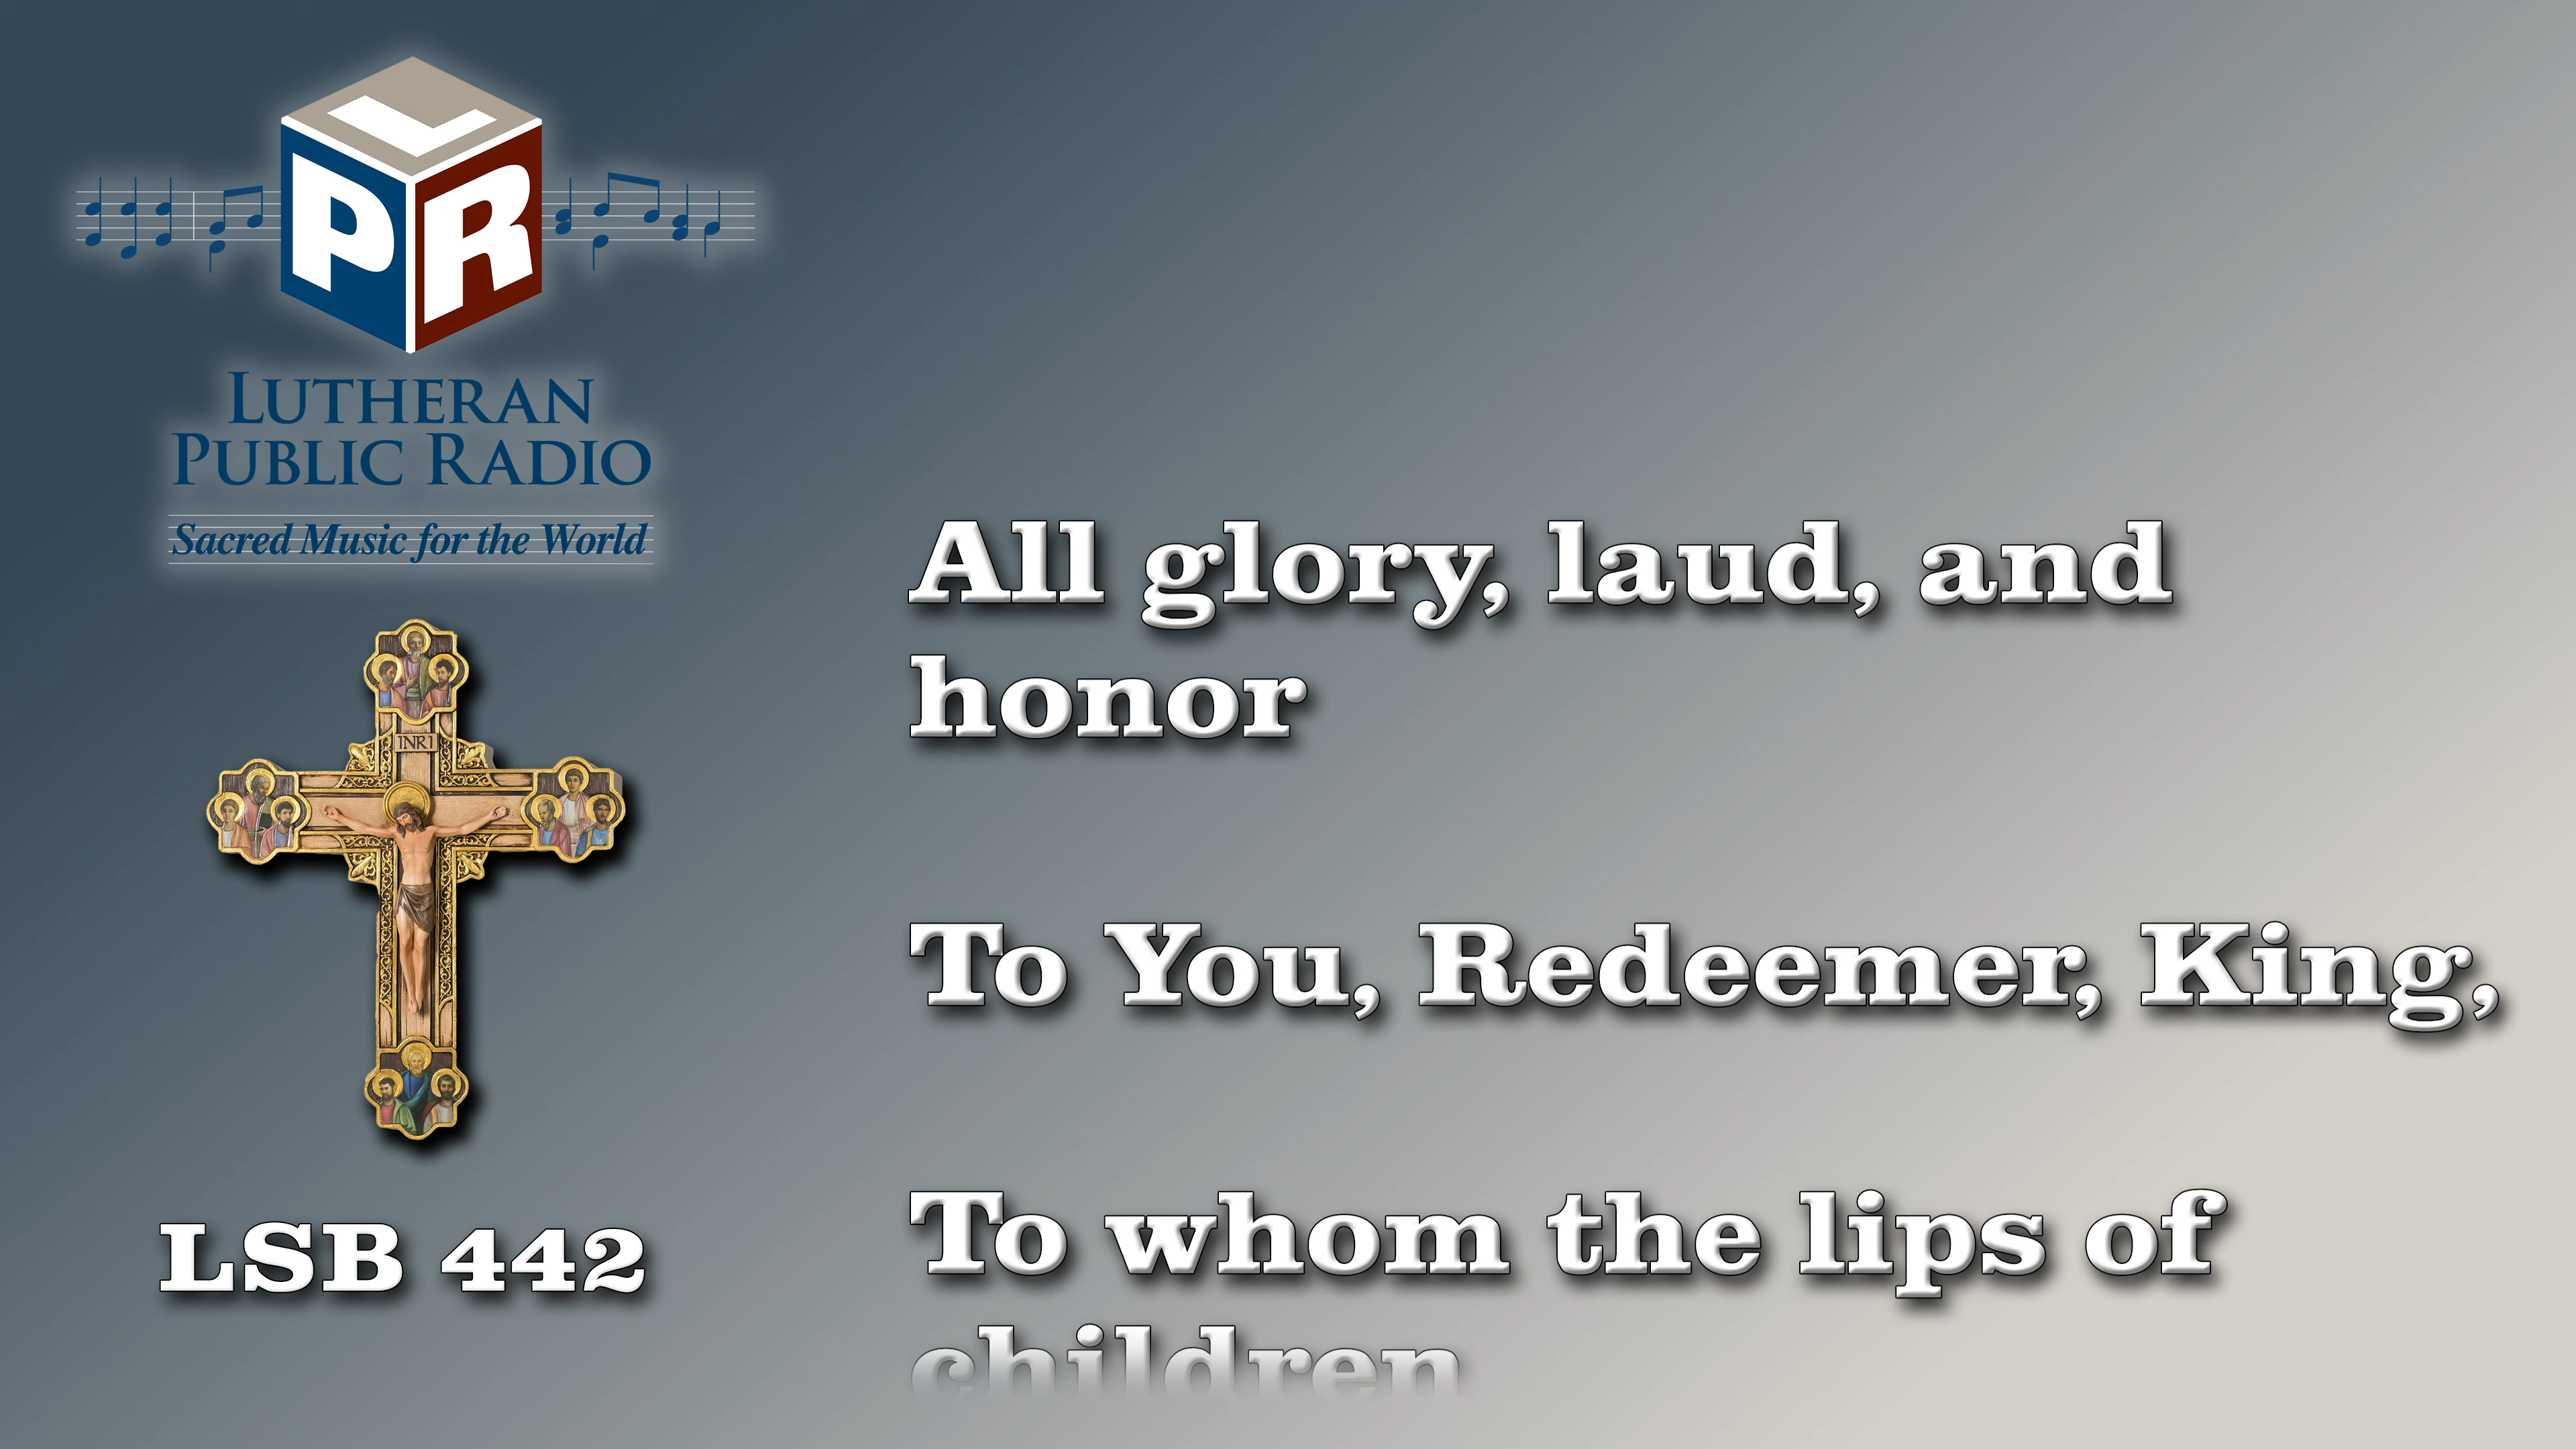 L
P R
LUTHERAN
PUBLIC RADIO
Sacred Music for the World
INRI
LSB 442
All glory, laud, and
honor
To You, Redeemer, King,
To whom the lips of
children